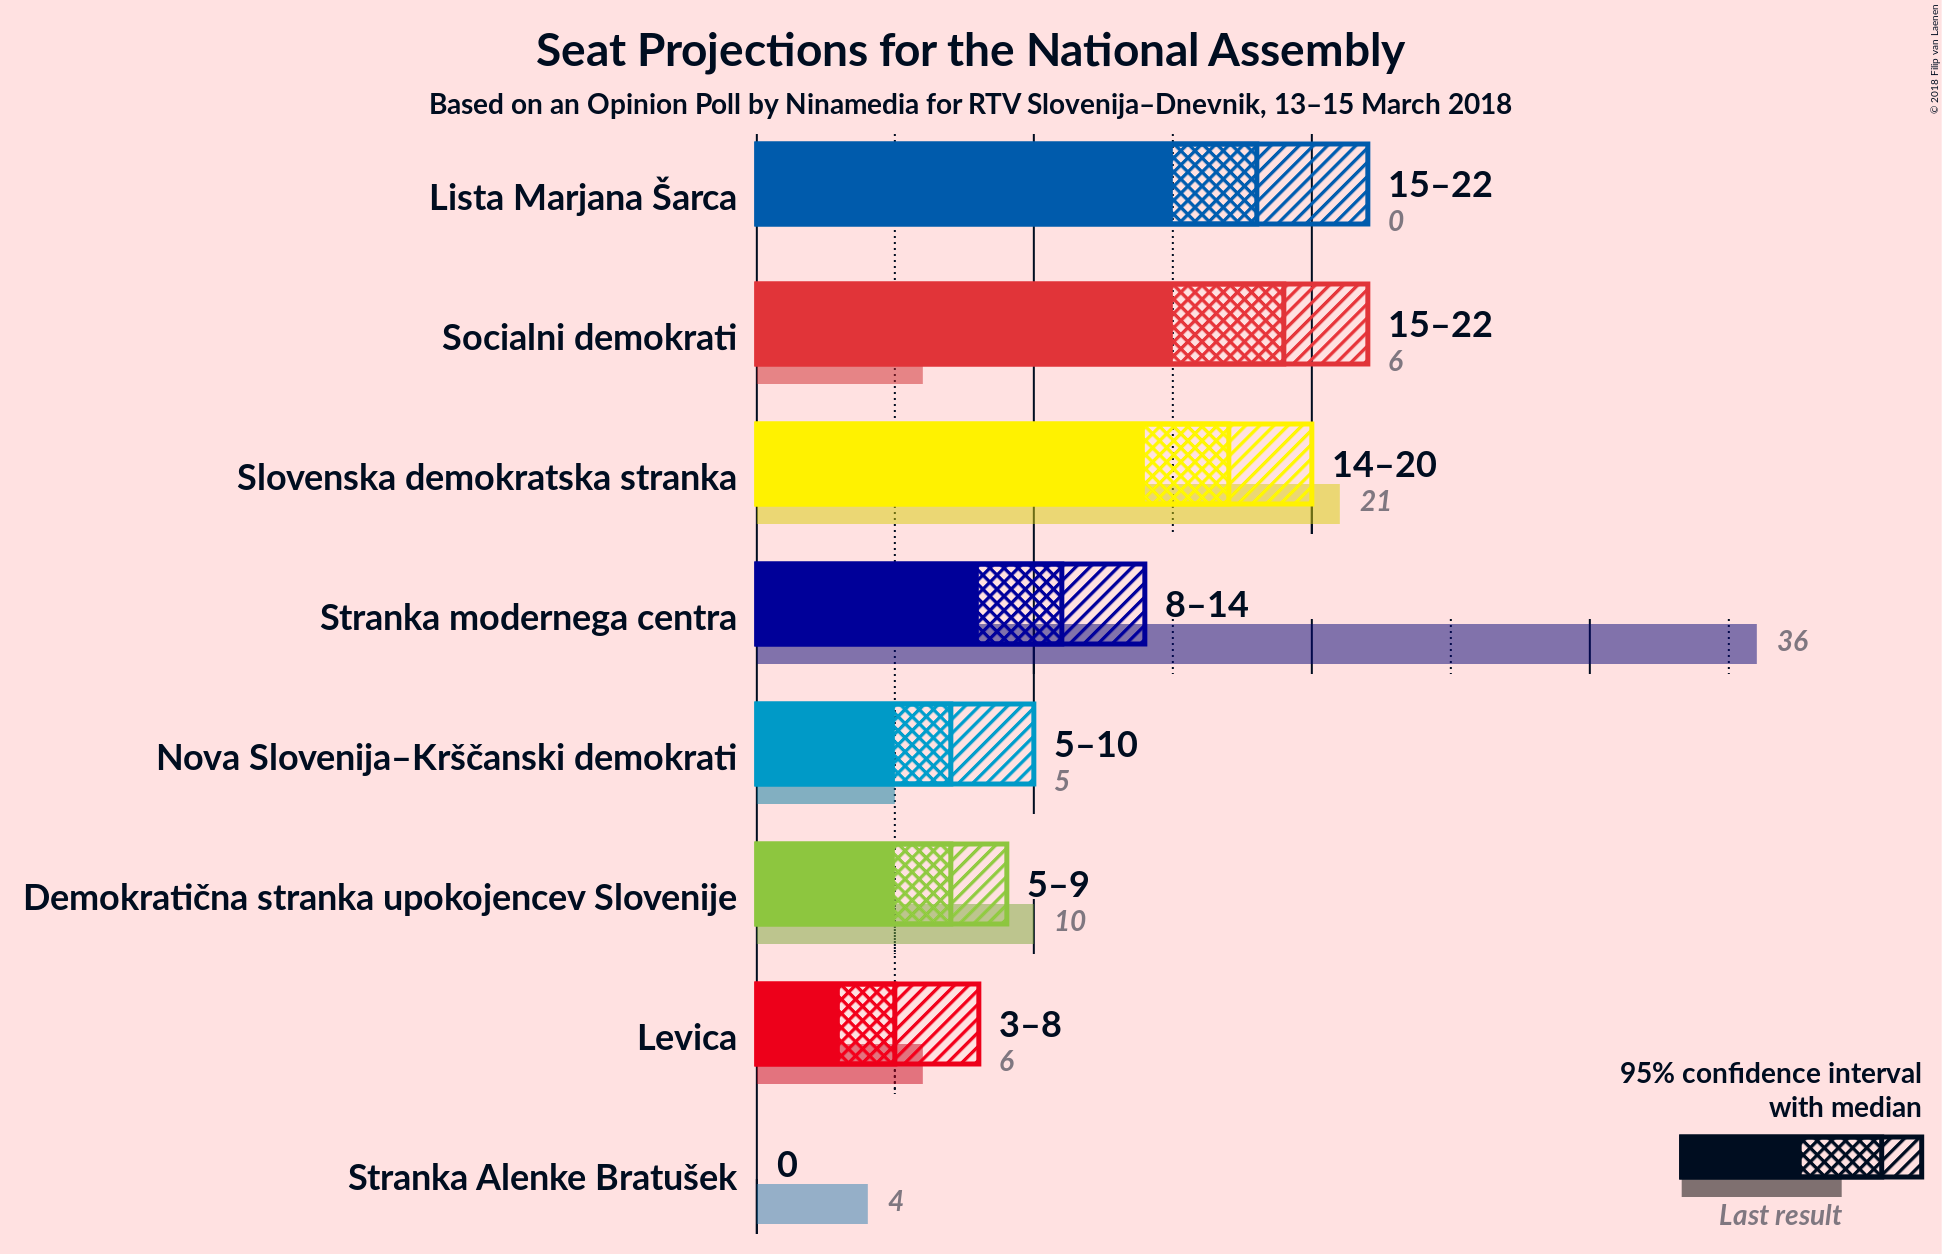 Seat Projections for the National Assembly
Based on an Opinion Poll by Ninamedia for RTV Slovenija–Dnevnik, 13–15 March 2018
© 2018 Filip van Laenen
Lista Marjana Šarca
15–22
0
Socialni demokrati
15–22
6
Slovenska demokratska stranka
14–20
21
Stranka modernega centra
8–14
36
Nova Slovenija–Krščanski demokrati
5–10
5
Demokratična stranka upokojencev Slovenije
5–9
10
Levica
3–8
6
Stranka Alenke Bratušek
0
4
95% confidence interval
with median
Last result